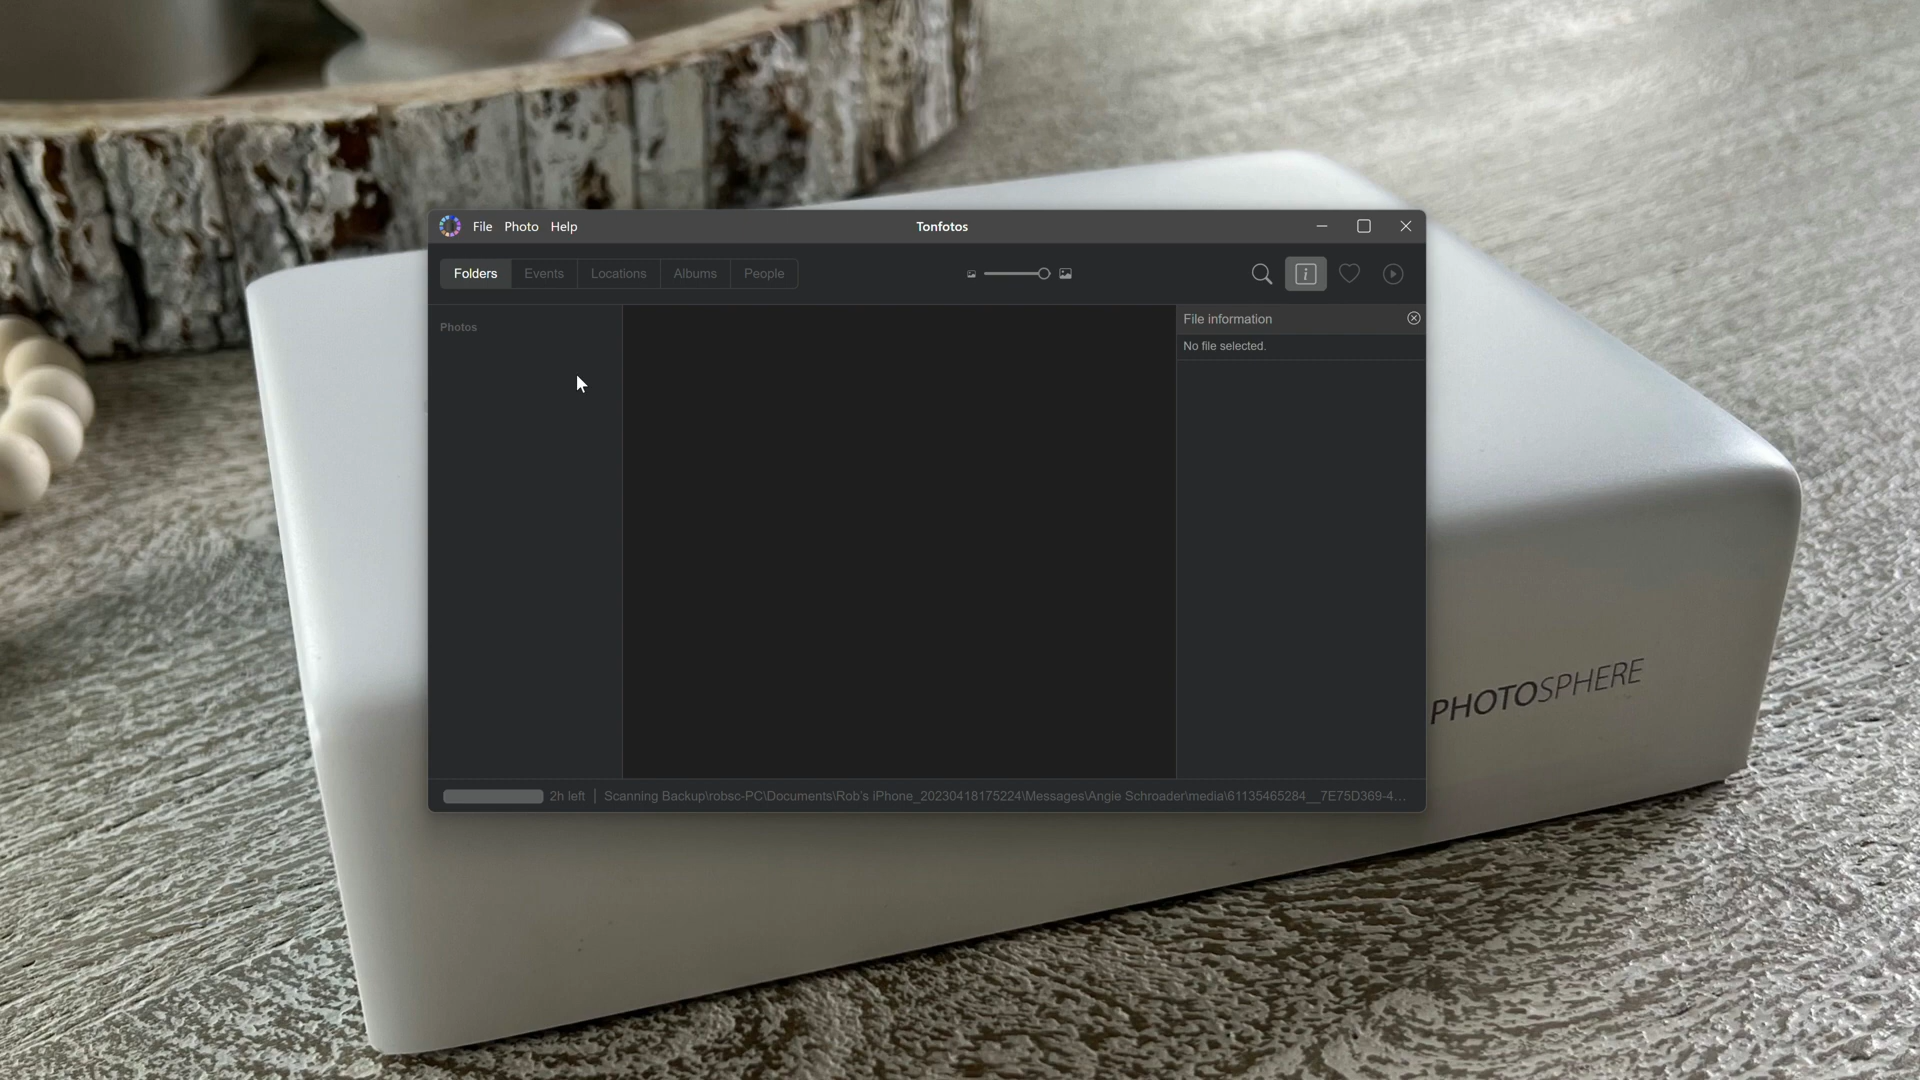 File Photo Help
Tonfotos
Folders Events Locations Albums People
Photos
File information
No file selected.
2h left | Scanning Backup\robsc-PC\Documents\Rob's iPhone_20230418175224\Messages\Angie Schroader\media\61135465284__7E75D369-4...
PHOTOSPHERE